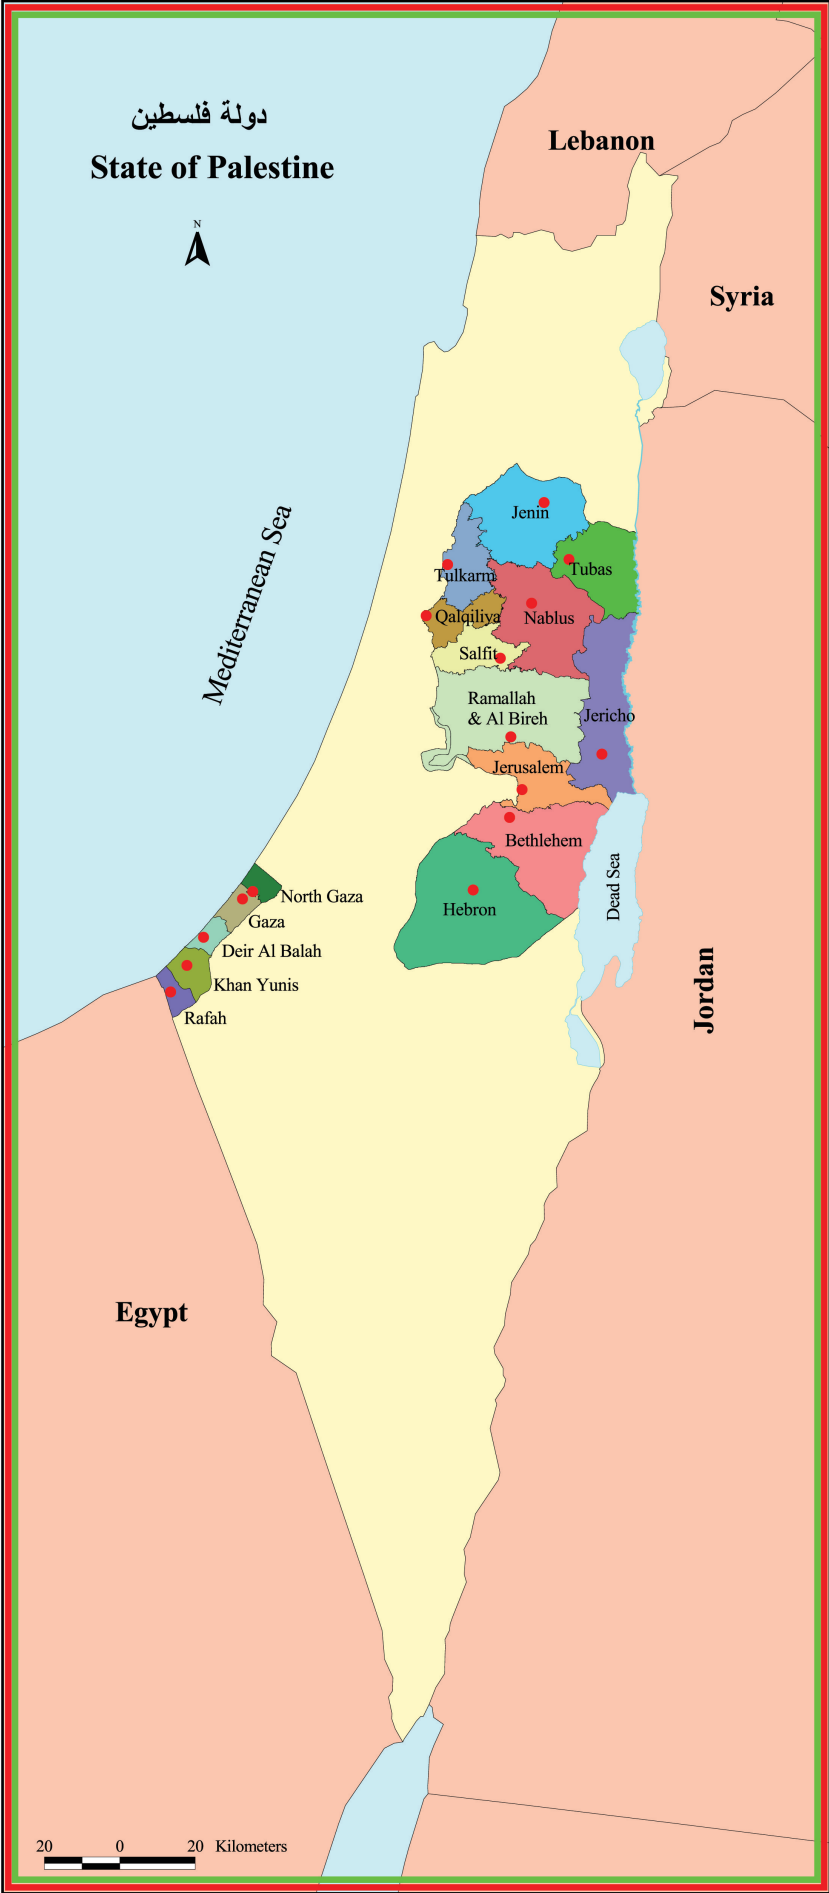 دولة فلسطين
State of Palestine
N
Lebanon
Syria
Mediterranean Sea
Jenin
Tubas
Tulkarm
Qalqiliya
Nablus
Salfit
Ramallah
& Al Bireh
Jericho
Jerusalem
Bethlehem
Dead Sea
Hebron
North Gaza
Gaza
Deir Al Balah
Khan Yunis
Rafah
Jordan
Egypt
20 0 20 Kilometers